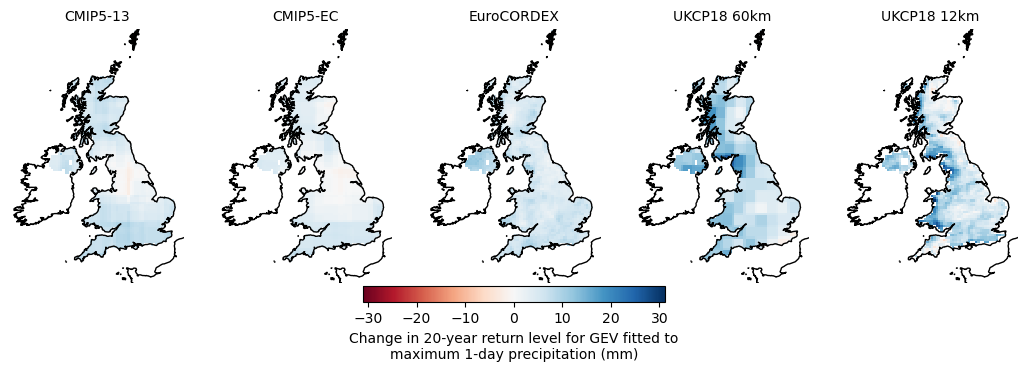 CMIP5-13
CMIP5-EC
EuroCORDEX
UKCP18 60km
UKCP18 12km
−30 −20 −10 0 10 20 30
Change in 20-year return level for GEV fitted to
maximum 1-day precipitation (mm)